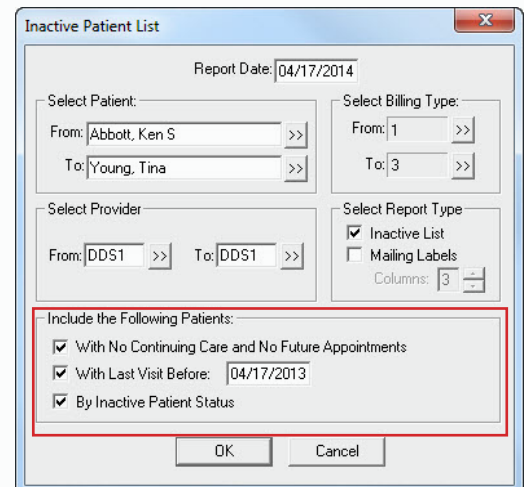 Inactive Patient List
x
Report Date: 04/17/2014
Select Patient:
From: Abbott, Ken S >>
To: Young, Tina >>
Select Billing Type:
From: 1 >>
To: 3 >>
Select Provider
From: DDS1 >> To: DDS1 >>
Select Report Type
Inactive List
Mailing Labels
Columns: 3
Include the Following Patients:
With No Continuing Care and No Future Appointments
With Last Visit Before: 04/17/2013
By Inactive Patient Status
OK Cancel